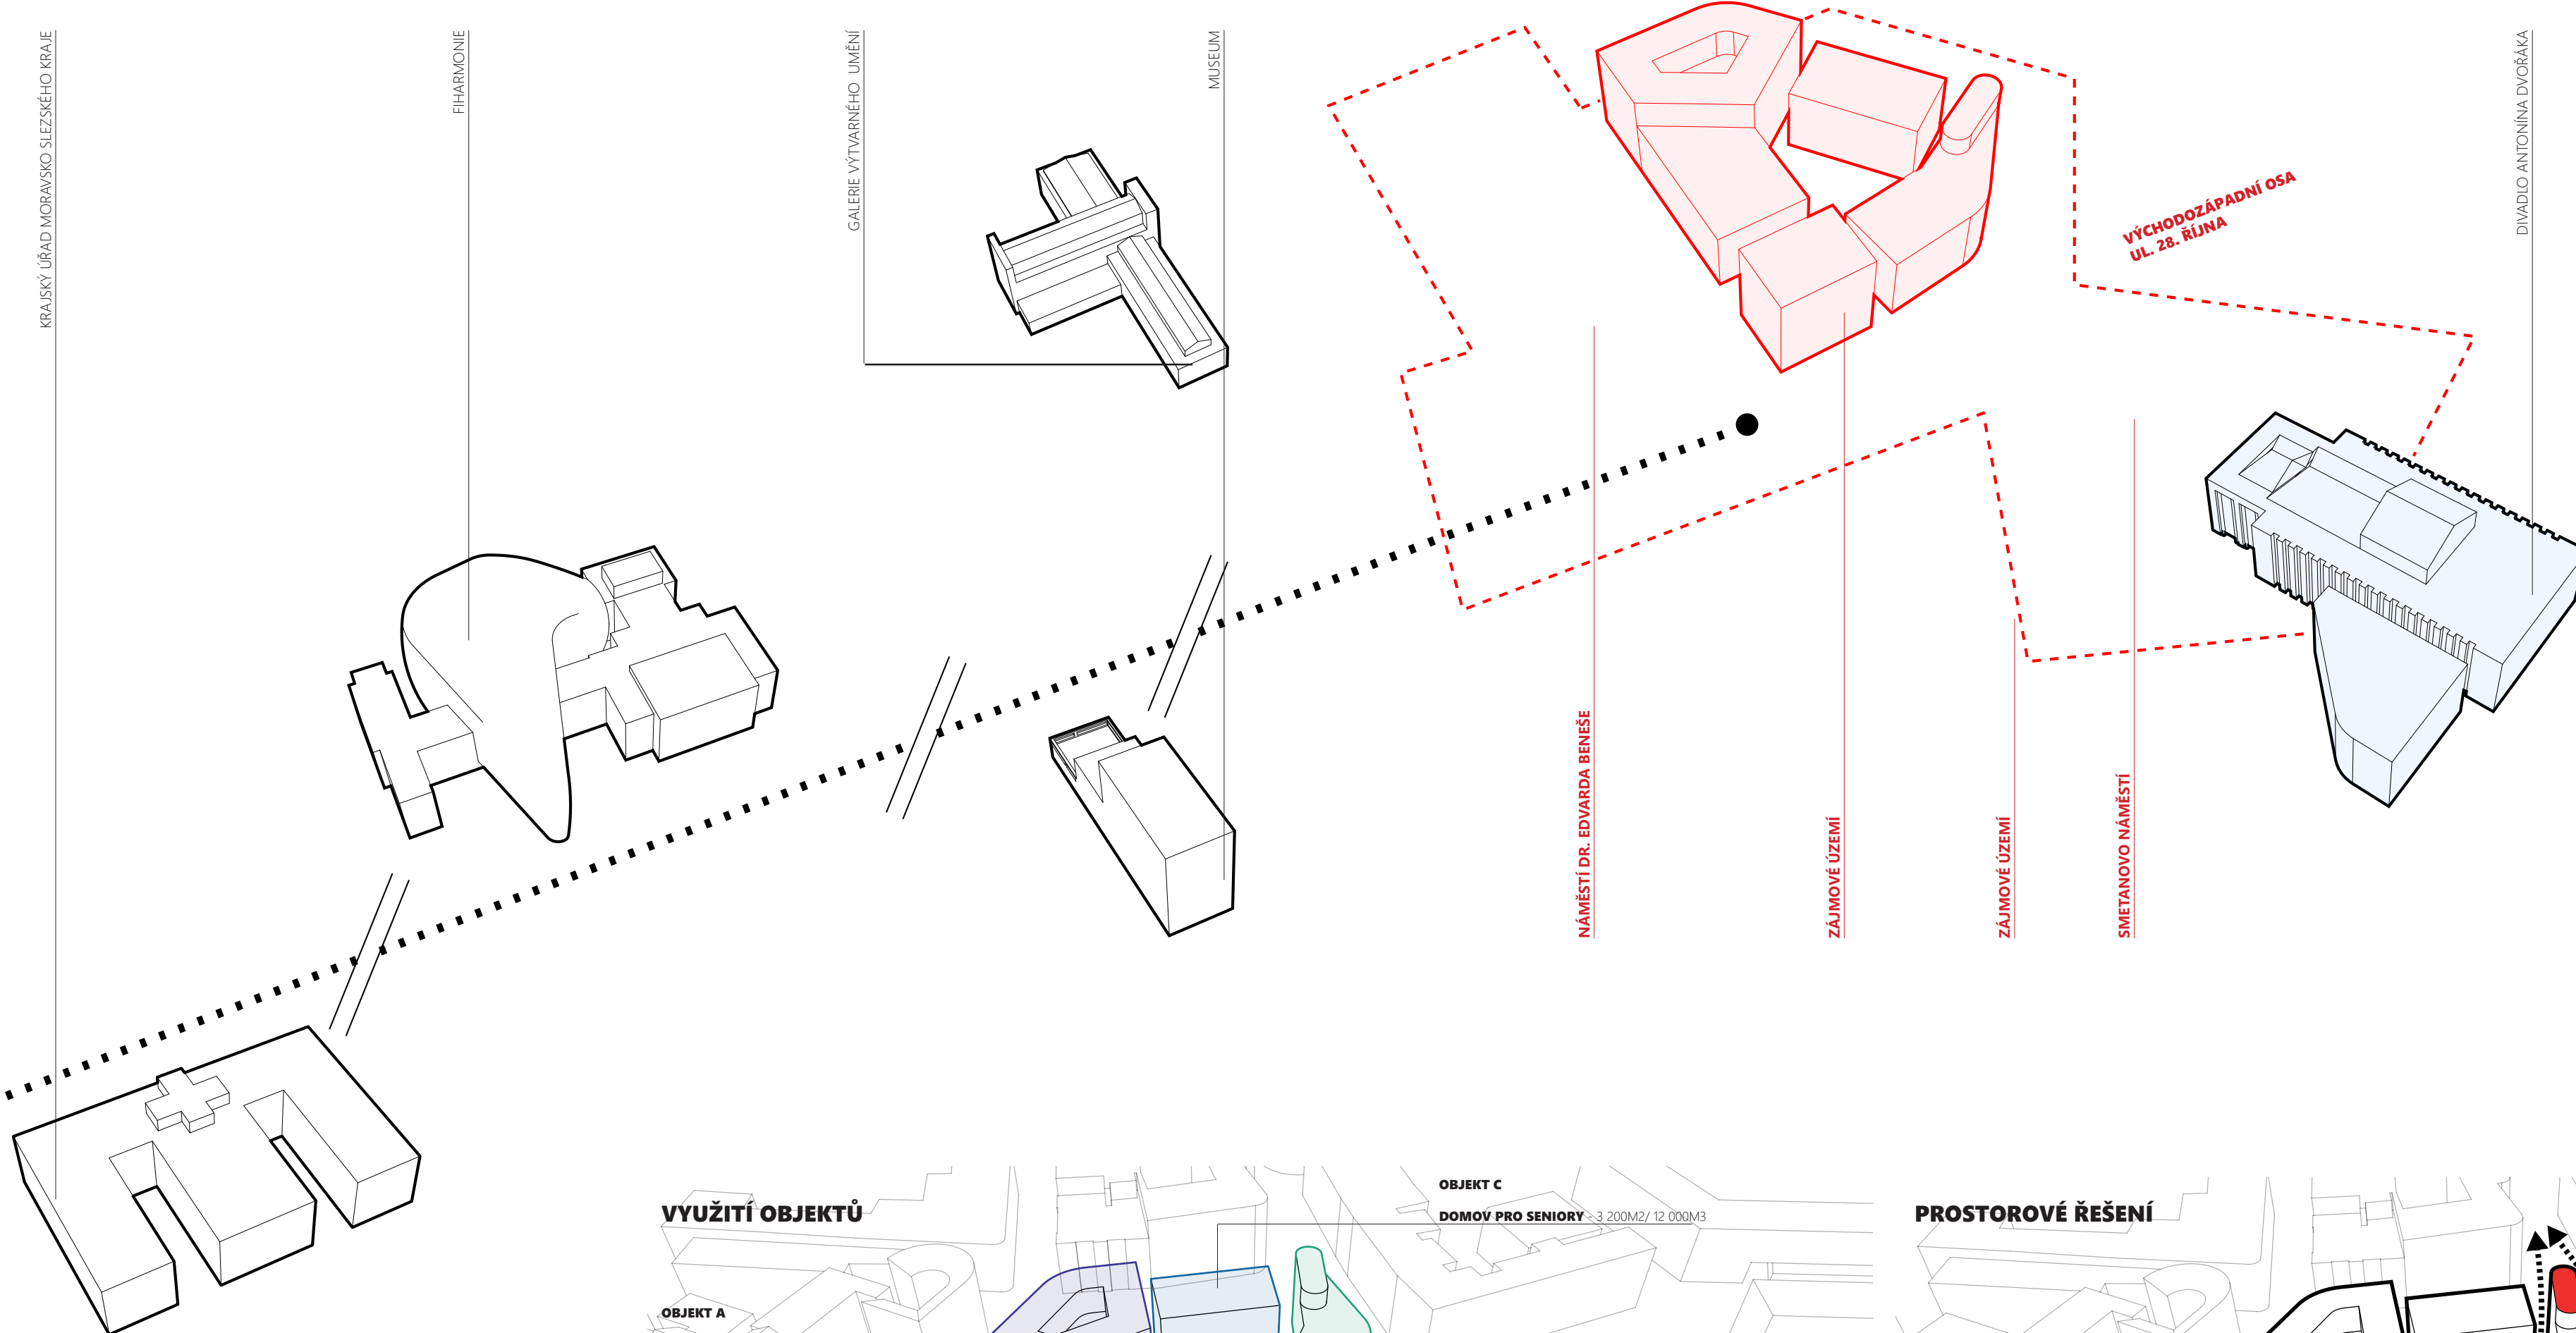 KRAJSKÝ ÚŘAD MORAVSKO SLEZSKÉHO KRAJE
FIHARMONIE
GALERIE VÝTVARNÉHO UMĚNÍ
MUSEUM
DIVADLO ANTONÍNA DVOŘÁKA
VÝCHODOZÁPADNÍ OSA
UL. 28. ŘÍJNA
NÁMĚSTÍ DR. EDVARDA BENEŠE
ZÁJMOVÉ ÚZEMÍ
ZÁJMOVÉ ÚZEMÍ
SMETANOVO NÁMĚSTÍ
VYUŽITÍ OBJEKTŮ
OBJEKT C
DOMOV PRO SENIORY - 3 200M2/ 12 000M3
OBJEKT A
PROSTOROVÉ ŘEŠENÍ